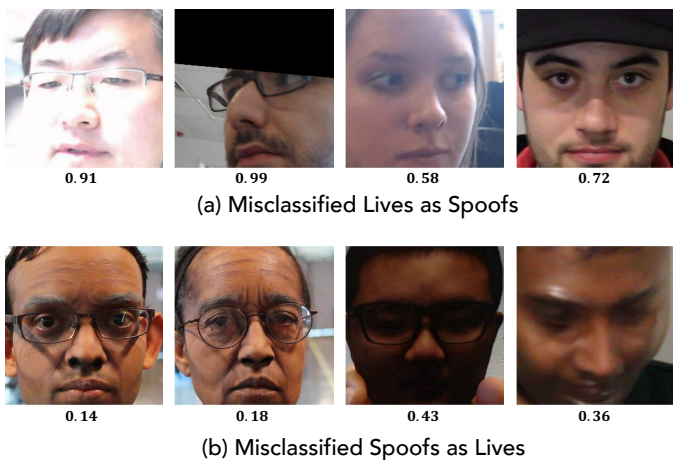 0.91 0.99 0.58 0.72
(a) Misclassified Lives as Spoofs
0.14 0.18 0.43 0.36
(b) Misclassified Spoofs as Lives